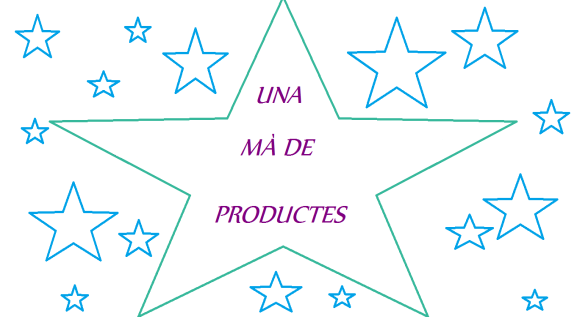 UNA
MÀ DE
PRODUCTES